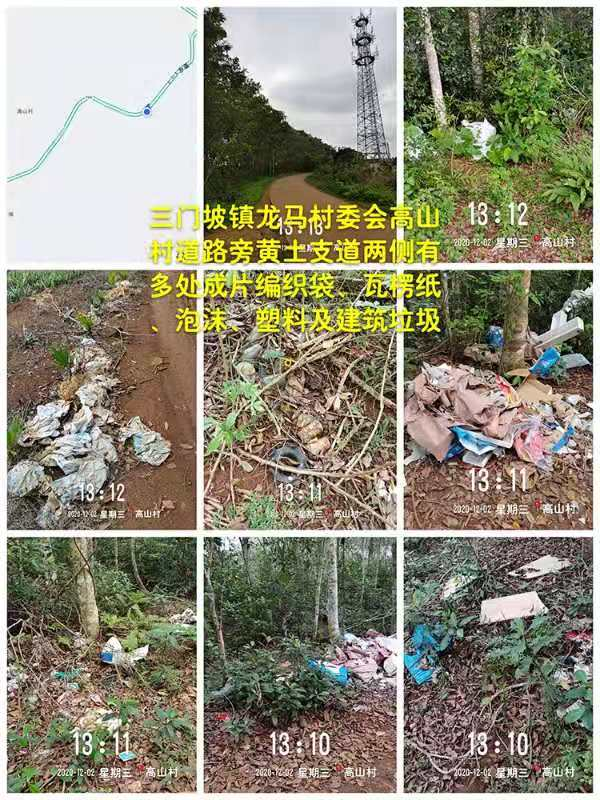 高山村
三门坡镇龙马村委会高山
村道路旁黄土支道两侧有
多处成片编织袋、瓦楞纸
、泡沫、塑料及建筑垃圾
13:13
13:12
2020-12-02 星期三 高山村
13:12
2020-12-02 星期三 高山村
13:11
2020-12-02 星期三 高山村
13:11
2020-12-02 星期三 高山村
13:11
2020-12-02 星期三 高山村
13:10
2020-12-02 星期三 高山村
13:10
2020-12-02 星期三 高山村